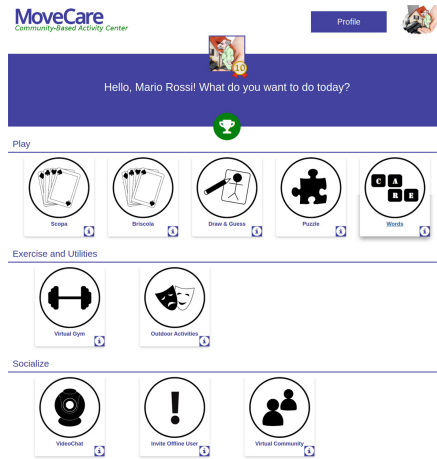 MoveCare
Community-Based Activity Center
Profile
10
Hello, Mario Rossi! What do you want to do today?
Play
C A
R E
Scopa
Briscola
Draw & Guess
Puzzle
Words
Exercise and Utilities
Virtual Gym
Outdoor Activities
Socialize
VideoChat
Invite Offline User
Virtual Community